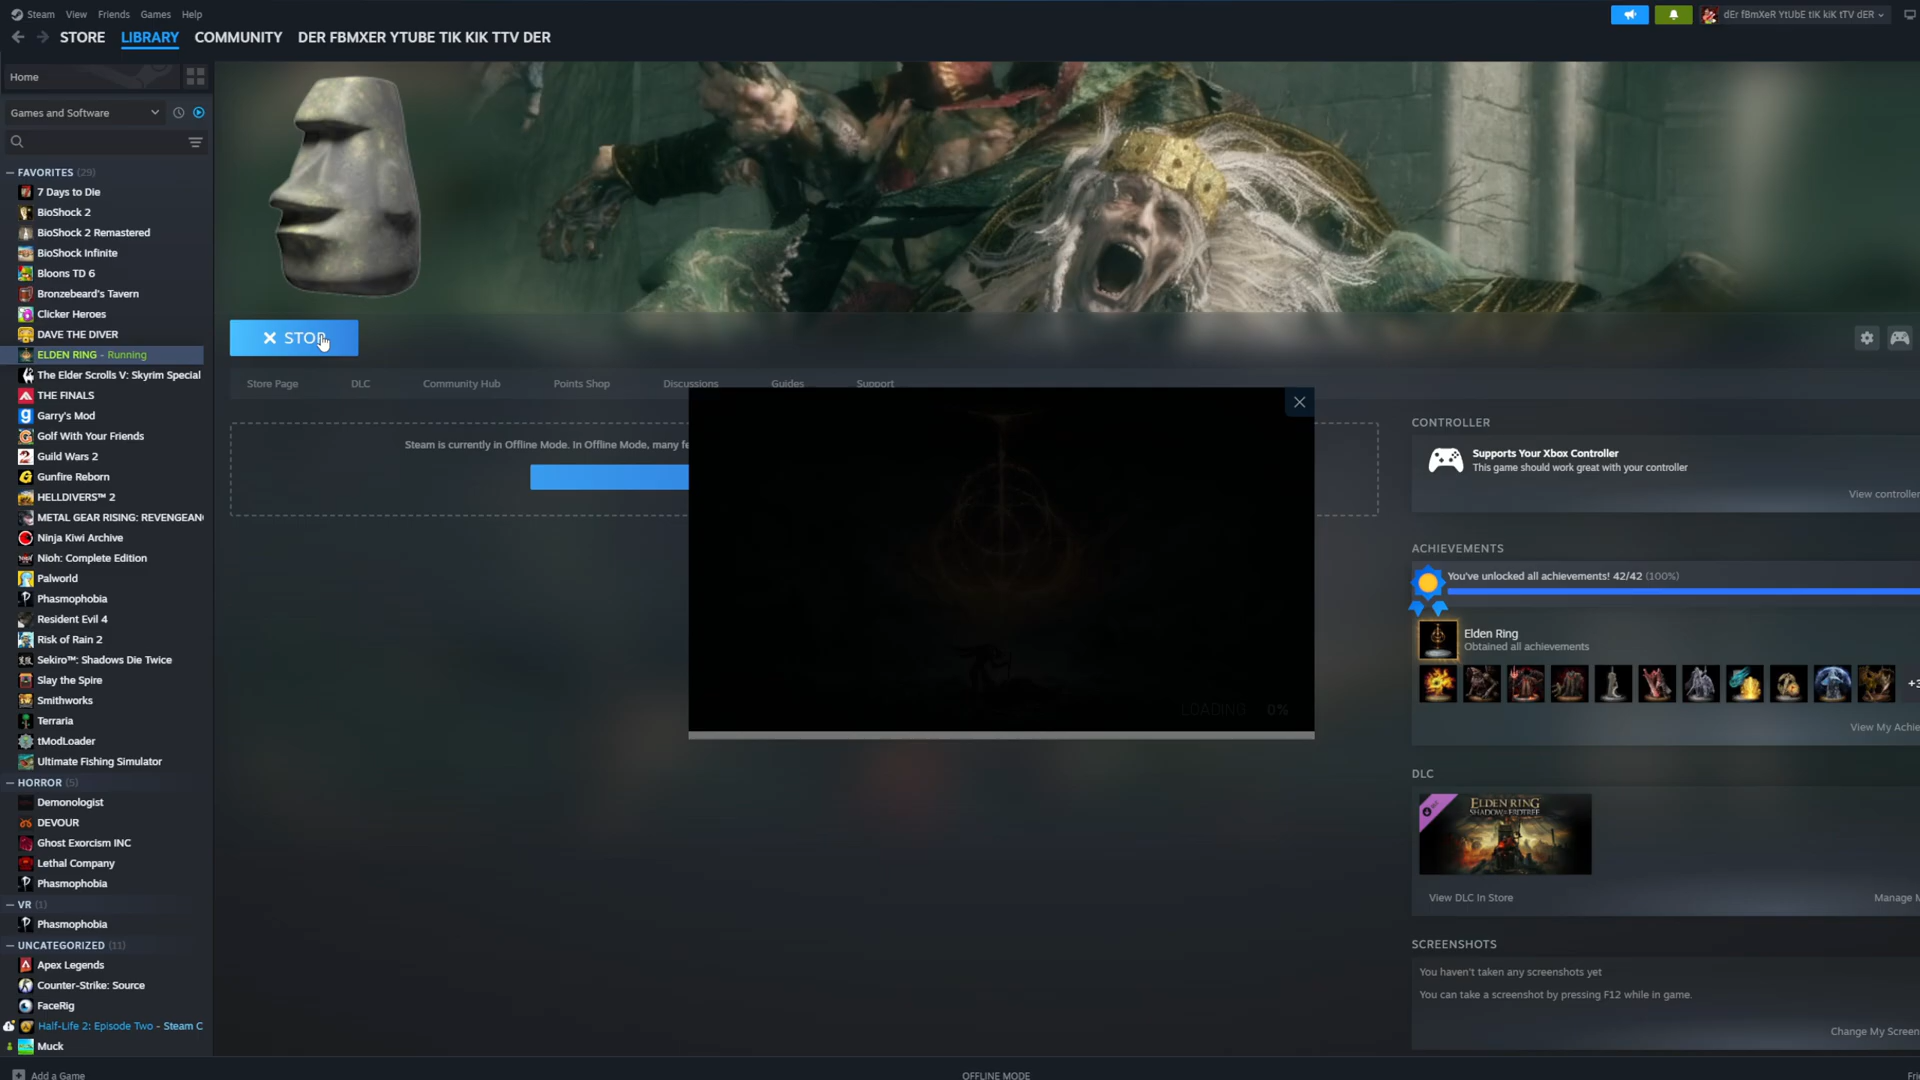 Steam View Friends Games Help
dEr fBmXeR YtUbE tIK kiK tTV dER
STORE LIBRARY COMMUNITY DER FBMXER YTUBE TIK KIK TTV DER
Home
Games and Software
FAVORITES (29)
7 Days to Die
BioShock 2
BioShock 2 Remastered
BioShock Infinite
Bloons TD 6
Bronzebeard's Tavern
Clicker Heroes
DAVE THE DIVER
ELDEN RING - Running
The Elder Scrolls V: Skyrim Special
THE FINALS
Garry's Mod
Golf With Your Friends
Guild Wars 2
Gunfire Reborn
HELLDIVERS™ 2
METAL GEAR RISING: REVENGEAN
Ninja Kiwi Archive
Nioh: Complete Edition
Palworld
Phasmophobia
Resident Evil 4
Risk of Rain 2
Sekiro™: Shadows Die Twice
Slay the Spire
Smithworks
Terraria
tModLoader
Ultimate Fishing Simulator
HORROR (5)
Demonologist
DEVOUR
Ghost Exorcism INC
Lethal Company
Phasmophobia
VR (1)
Phasmophobia
UNCATEGORIZED (11)
Apex Legends
Counter-Strike: Source
FaceRig
Half-Life 2: Episode Two - Steam C
Muck
Add a Game
STOP
Store Page DLC Community Hub Points Shop Discussions Guides Support
Steam is currently in Offline Mode. In Offline Mode, many fe
LOADING 0%
CONTROLLER
Supports Your Xbox Controller
This game should work great with your controller
View controller
ACHIEVEMENTS
You've unlocked all achievements! 42/42 (100%)
Elden Ring
Obtained all achievements
+3
View My Achie
DLC
ELDEN RING
SHADOW OF THE ERDTREE
View DLC In Store
Manage M
SCREENSHOTS
You haven't taken any screenshots yet
You can take a screenshot by pressing F12 while in game.
Change My Screen
OFFLINE MODE
Fri